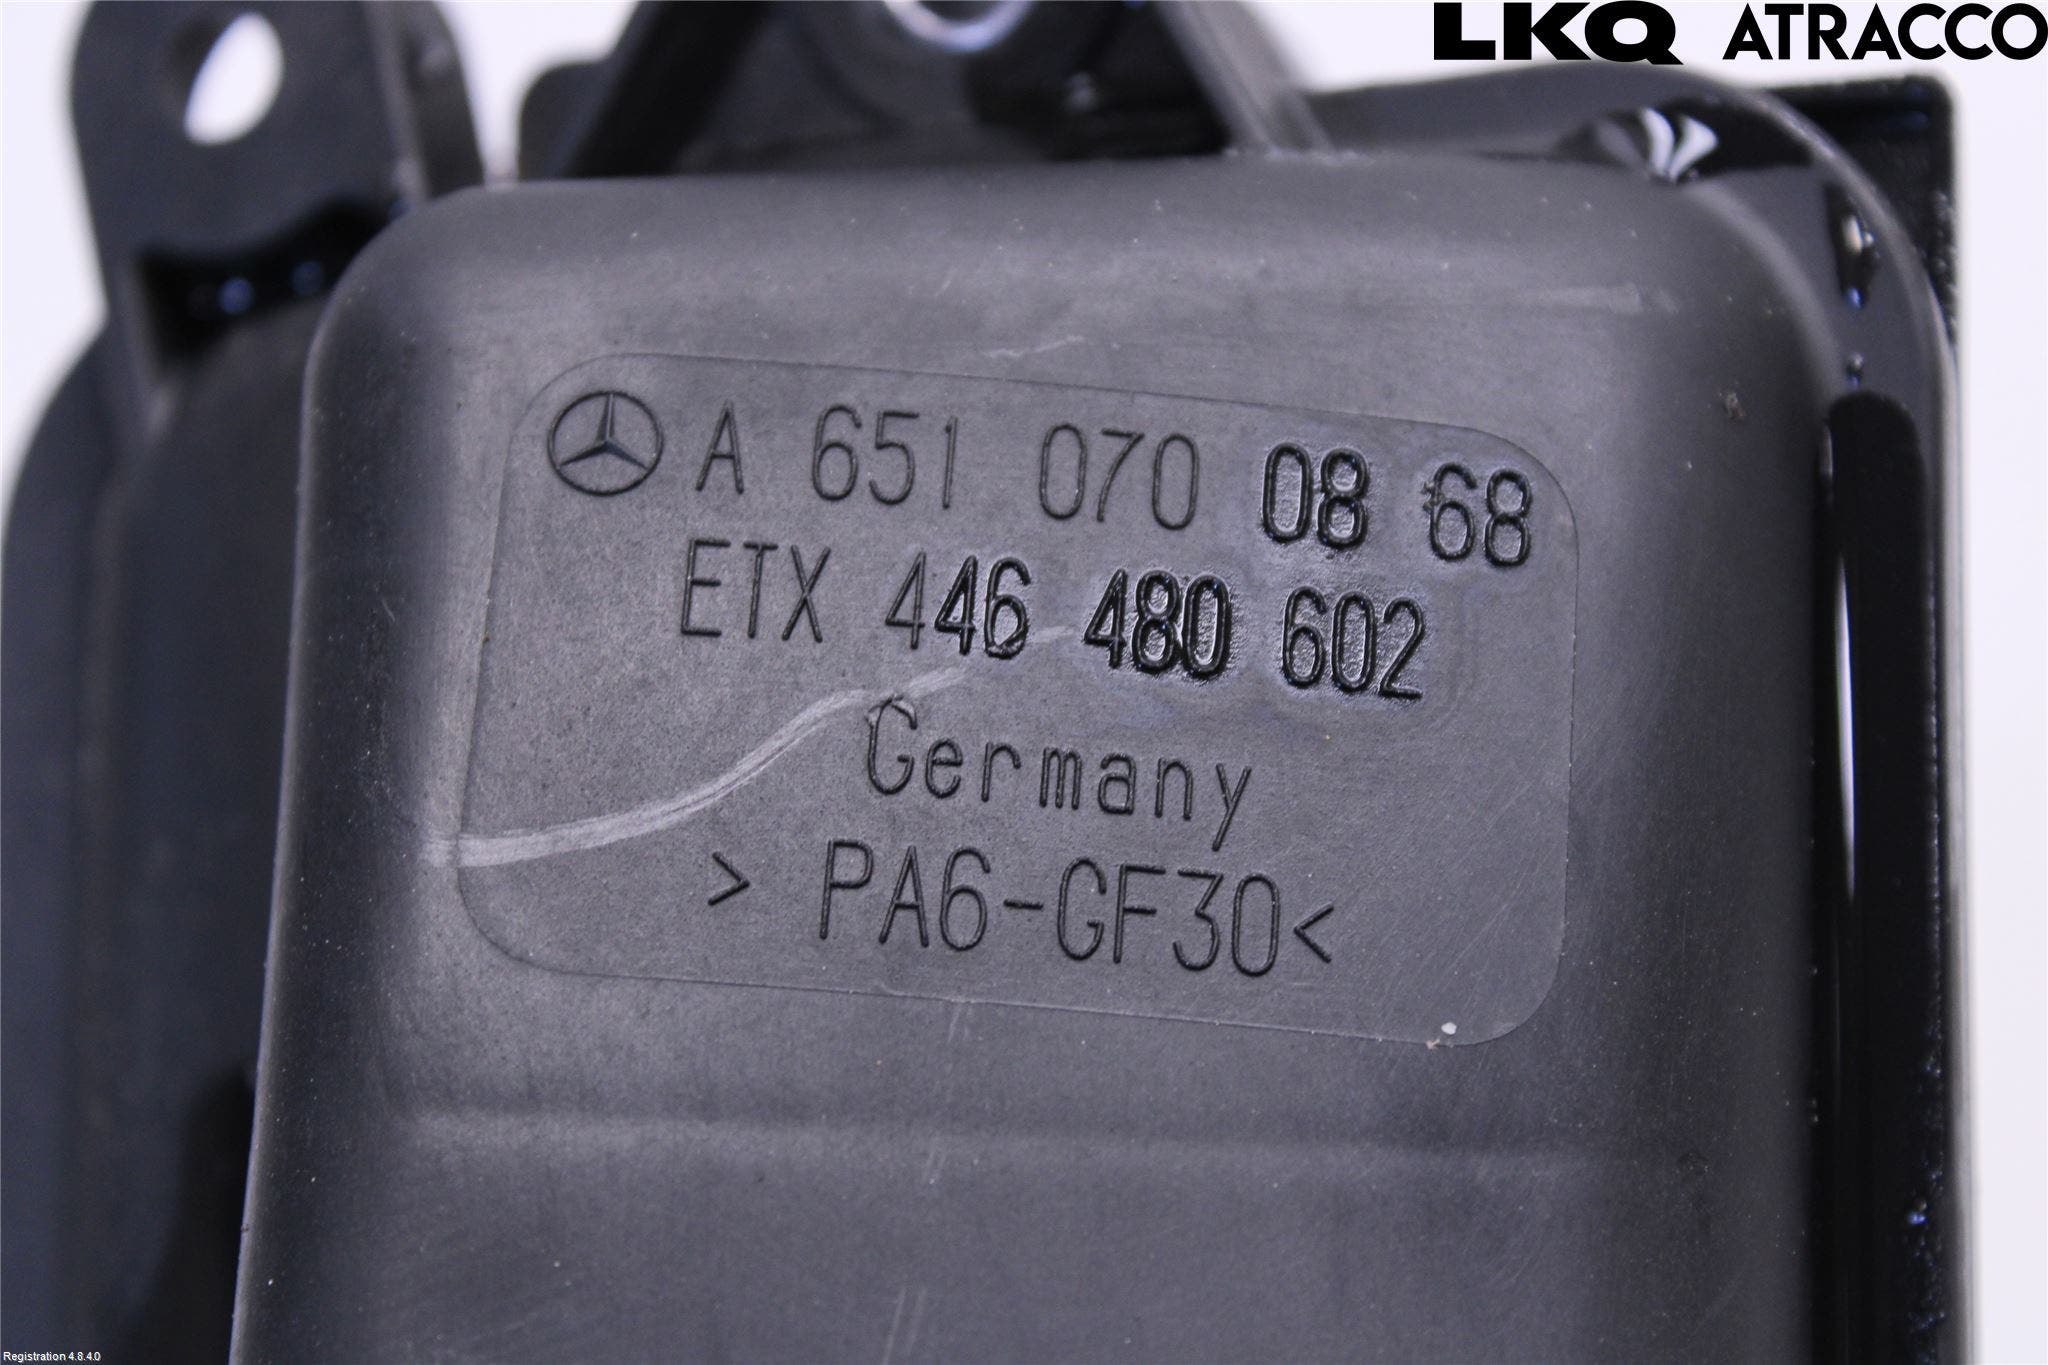 LKQ ATRACCO
A 651 070 08 68
ETX 446 480 602
Germany
> PA6-GF30<
Registration 4.8.4.0